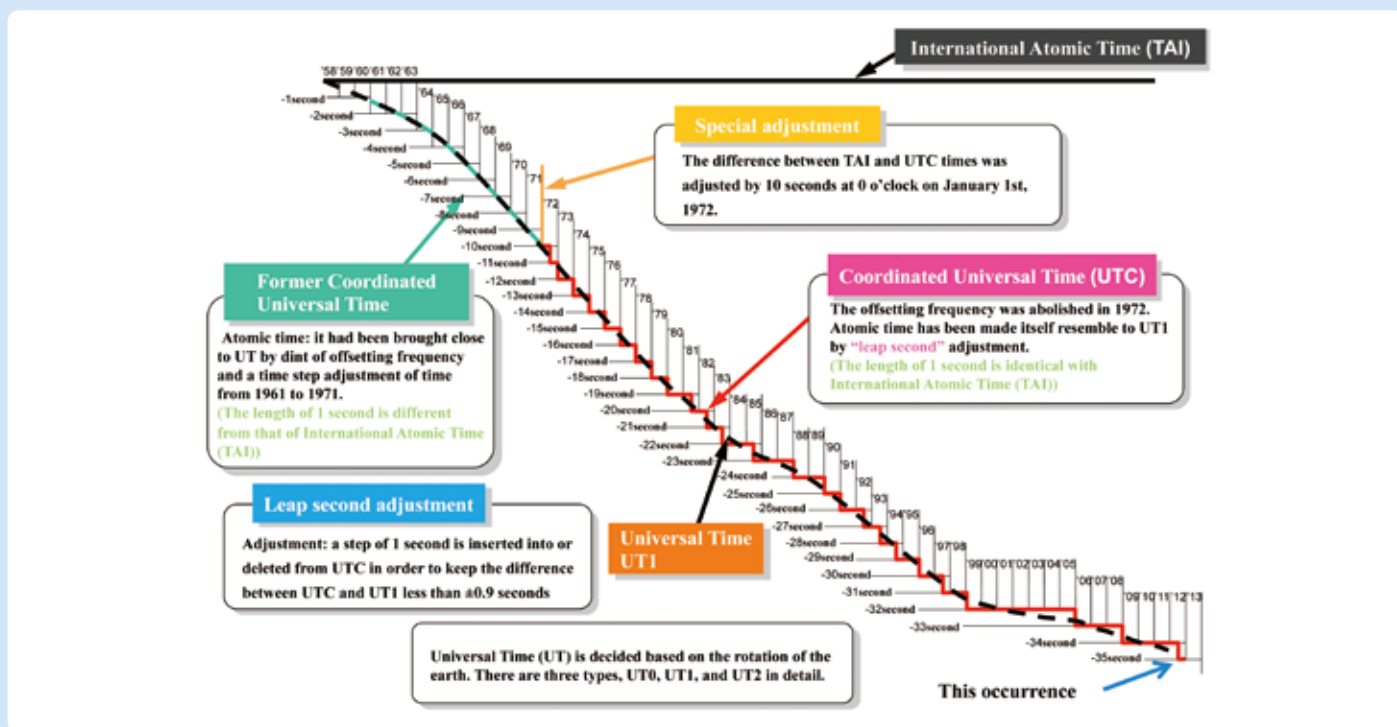 International Atomic Time (TAI)
'58 '59 '60 '61 '62 '63
'64
'65
'66
'67
'68
'69
'70
'71
'72
'73
'74
'75
'76
'77
'78
'79
'80
'81
'82
'83
'84
'85
'86
'87
'88
'89
'90
'91
'92
'93
'94
'95
'96
'97
'98
'99
'00
'01
'02
'03
'04
'05
'06
'07
'08
'09
'10
'11
'12
'13
-1second
-2second
-3second
-4second
-5second
-6second
-7second
-8second
-9second
-10second
-11second
-12second
-13second
-14second
-15second
-16second
-17second
-18second
-19second
-20second
-21second
-22second
-23second
-24second
-25second
-26second
-27second
-28second
-29second
-30second
-31second
-32second
-33second
-34second
-35second
Special adjustment
The difference between TAI and UTC times was
adjusted by 10 seconds at 0 o'clock on January 1st,
1972.
Former Coordinated
Universal Time
Atomic time: it had been brought close
to UT by dint of offsetting frequency
and a time step adjustment of time
from 1961 to 1971.
(The length of 1 second is different
from that of International Atomic Time
(TAI))
Coordinated Universal Time (UTC)
The offsetting frequency was abolished in 1972.
Atomic time has been made itself resemble to UT1
by "leap second" adjustment.
(The length of 1 second is identical with
International Atomic Time (TAI))
Leap second adjustment
Adjustment: a step of 1 second is inserted into or
deleted from UTC in order to keep the difference
between UTC and UT1 less than ±0.9 seconds
Universal Time
UT1
Universal Time (UT) is decided based on the rotation of the
earth. There are three types, UT0, UT1, and UT2 in detail.
This occurrence